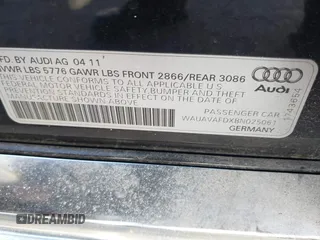 FD. BY AUDI AG 04 11'
VWR LBS 5776 GAWR LBS FRONT 2866/REAR 3086
THIS VEHICLE CONFORMS TO ALL APPLICABLE
FEDERAL MOTOR VEHICLE SAFETY, BUMPER AND THEFT
PREVENTION STANDARDS IN EFFECT ON THE DATE
OF MANUFACTURE SHOWN ABOVE.
Audi
PASSENGER CAR
DREAMBID